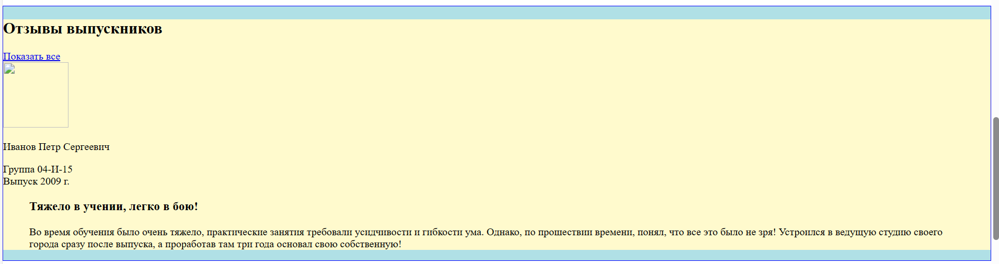 Отзывы выпускников
Показать все
Иванов Петр Сергеевич
Группа 04-И-15
Выпуск 2009 г.
Тяжело в учении, легко в бою!
Во время обучения было очень тяжело, практические занятия требовали усидчивости и гибкости ума. Однако, по прошествии времени, понял, что все это было не зря! Устроился в ведущую студию своего
города сразу после выпуска, а проработав там три года основал свою собственную!